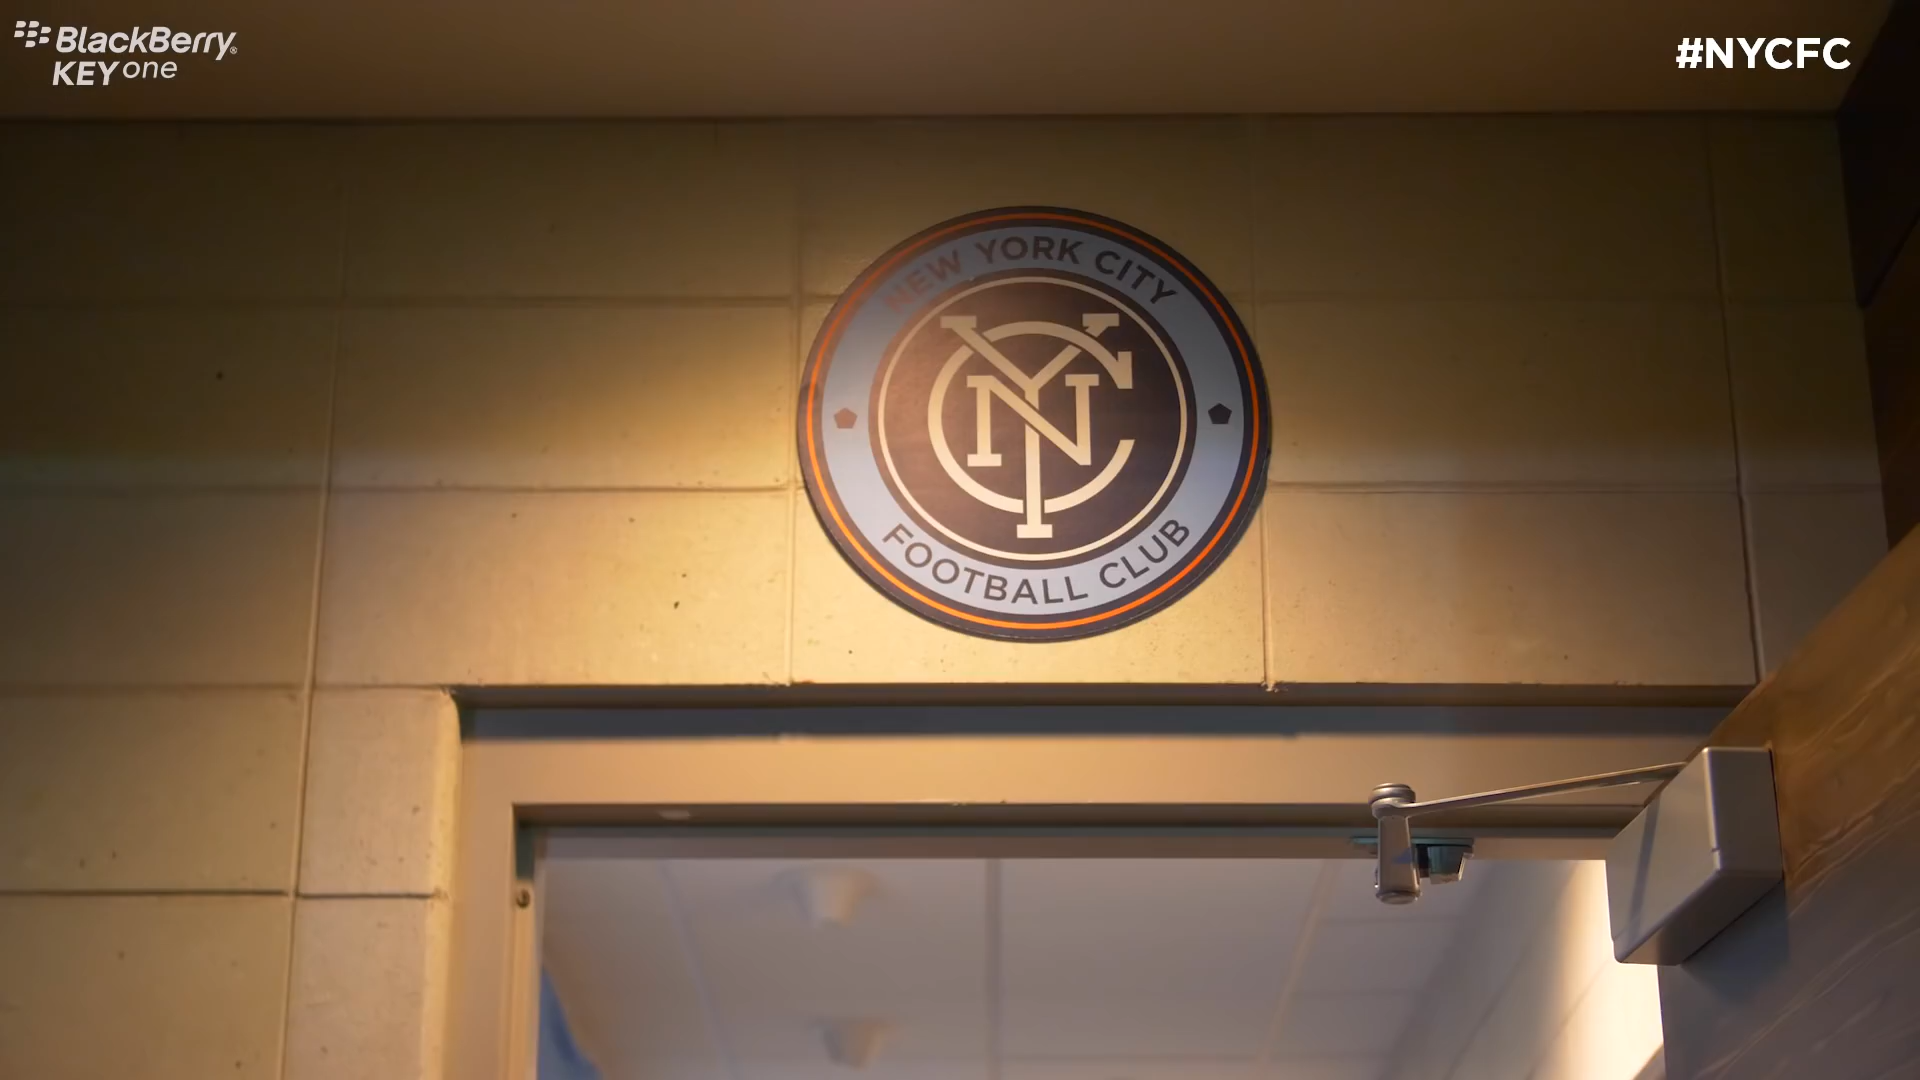 BlackBerry®
KEYone
#NYCFC
NEW YORK CITY
NYC
FOOTBALL CLUB